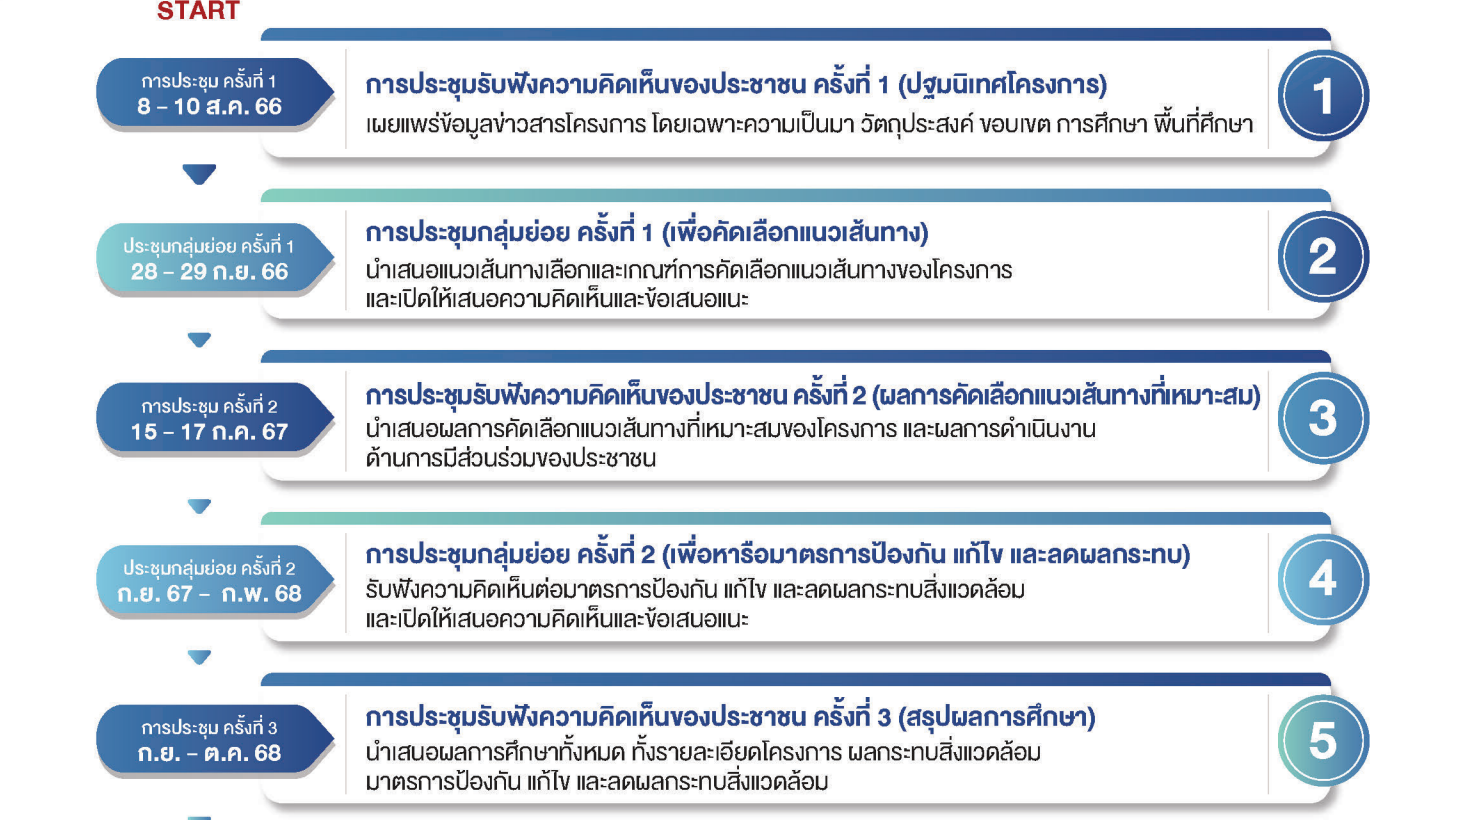 START
การประชุม ครั้งที่ 1
8 – 10 ส.ค. 66
การประชุมรับฟังความคิดเห็นของประชาชน ครั้งที่ 1 (ปฐมนิเทศโครงการ)
เผยแพร่ข้อมูลข่าวสารโครงการ โดยเฉพาะความเป็นมา วัตถุประสงค์ ขอบเขต การศึกษา พื้นที่ศึกษา
1
ประชุมกลุ่มย่อย ครั้งที่ 1
28 – 29 ก.ย. 66
การประชุมกลุ่มย่อย ครั้งที่ 1 (เพื่อคัดเลือกแนวเส้นทาง)
นำเสนอแนวเส้นทางเลือกและเกณฑ์การคัดเลือกแนวเส้นทางของโครงการ
และเปิดให้เสนอความคิดเห็นและข้อเสนอแนะ
2
การประชุม ครั้งที่ 2
15 – 17 ก.ค. 67
การประชุมรับฟังความคิดเห็นของประชาชน ครั้งที่ 2 (ผลการคัดเลือกแนวเส้นทางที่เหมาะสม)
นำเสนอผลการคัดเลือกแนวเส้นทางที่เหมาะสมของโครงการ และผลการดำเนินงาน
ด้านการมีส่วนร่วมของประชาชน
3
ประชุมกลุ่มย่อย ครั้งที่ 2
ก.ย. 67 – ก.พ. 68
การประชุมกลุ่มย่อย ครั้งที่ 2 (เพื่อหารือมาตรการป้องกัน แก้ไข และลดผลกระทบ)
รับฟังความคิดเห็นต่อมาตรการป้องกัน แก้ไข และลดผลกระทบสิ่งแวดล้อม
และเปิดให้เสนอความคิดเห็นและข้อเสนอแนะ
4
การประชุม ครั้งที่ 3
ก.ย. – ต.ค. 68
การประชุมรับฟังความคิดเห็นของประชาชน ครั้งที่ 3 (สรุปผลการศึกษา)
นำเสนอผลการศึกษาทั้งหมด ทั้งรายละเอียดโครงการ ผลกระทบสิ่งแวดล้อม
มาตรการป้องกัน แก้ไข และลดผลกระทบสิ่งแวดล้อม
5